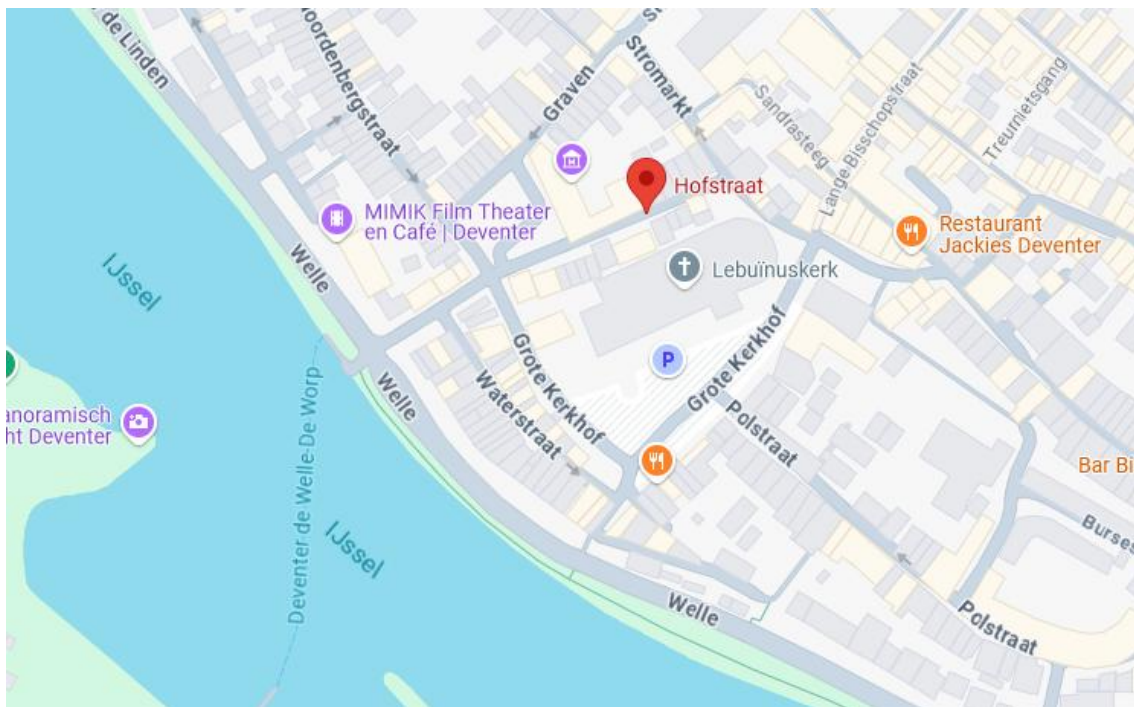 de Linden
oordenbergstraat
Graven
St
Stromarkt
Sandrasteeg
Lange Bisschopstraat
Treurnietsgang
Hofstraat
MIMIK Film Theater
en Café | Deventer
Restaurant
Jackies Deventer
Lebuïnuskerk
IJssel
Welle
P
Grote Kerkhof
Grote Kerkhof
Waterstraat
Welle
Polstraat
anoramisch
ht Deventer
Deventer de Welle-De Worp
IJssel
Bar Bi
Burses
Welle
Polstraat